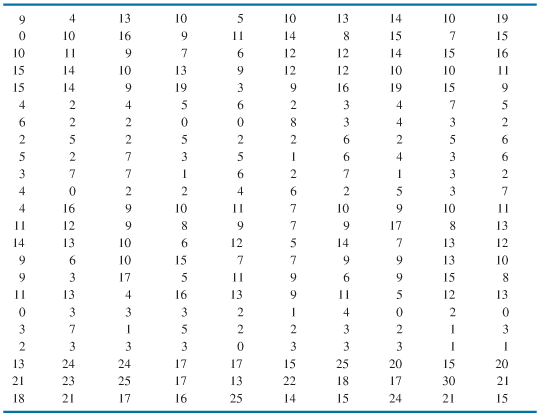 9 4 13 10 5 10 13 14 10 19
0 10 16 9 11 14 8 15 7 15
10 11 9 7 6 12 12 14 15 16
15 14 10 13 9 12 12 10 10 11
15 14 9 19 3 9 16 19 15 9
4 2 4 5 6 2 3 4 7 5
6 2 2 0 0 8 3 4 3 2
2 5 2 5 2 2 6 2 5 6
5 2 7 3 5 1 6 4 3 6
3 7 7 1 6 2 7 1 3 2
4 0 2 2 4 6 2 5 3 7
4 16 9 10 11 7 10 9 10 11
11 12 9 8 9 7 9 17 8 13
14 13 10 6 12 5 14 7 13 12
9 6 10 15 7 7 9 9 13 10
9 3 17 5 11 9 6 9 15 8
11 13 4 16 13 9 11 5 12 13
0 3 3 3 2 1 4 0 2 0
3 7 1 5 2 2 3 2 1 3
2 3 3 3 0 3 3 3 1 1
13 24 24 17 17 15 25 20 15 20
21 23 25 17 13 22 18 17 30 21
18 21 17 16 25 14 15 24 21 15